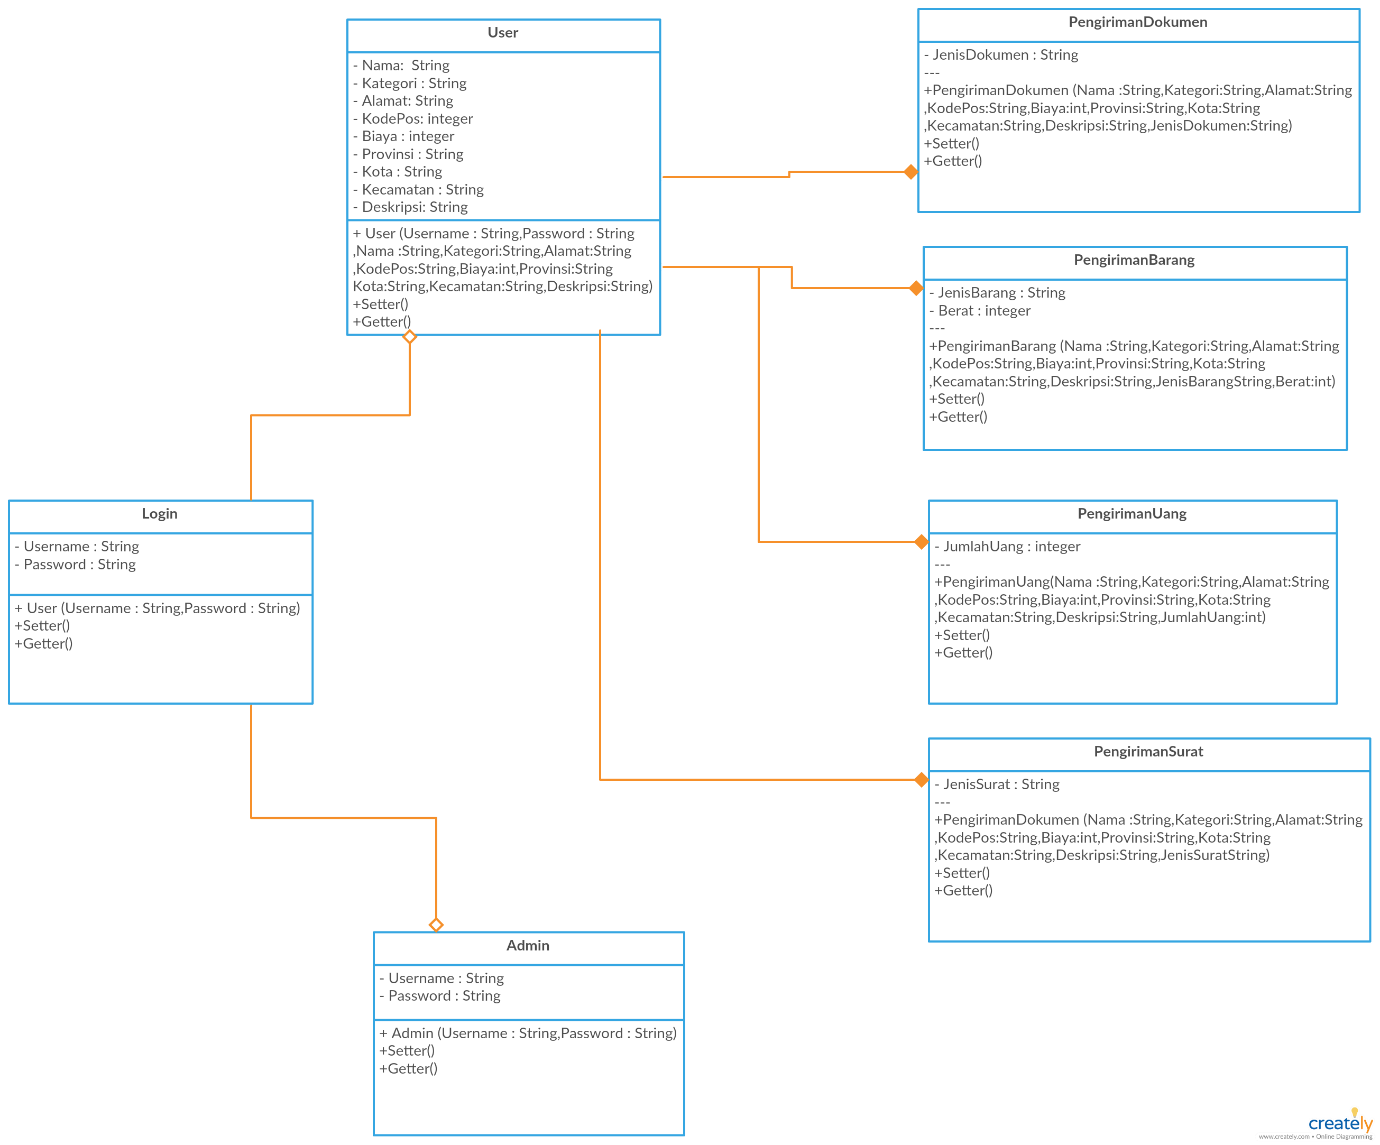 User
- Nama:  String
- Kategori : String
- Alamat: String
- KodePos: integer
- Biaya : integer
- Provinsi : String
- Kota : String
- Kecamatan : String
- Deskripsi: String
+ User (Username : String,Password : String
,Nama :String,Kategori:String,Alamat:String
,KodePos:String,Biaya:int,Provinsi:String
Kota:String,Kecamatan:String,Deskripsi:String)
+Setter()
+Getter()
PengirimanDokumen
- JenisDokumen : String
---
+PengirimanDokumen (Nama :String,Kategori:String,Alamat:String
,KodePos:String,Biaya:int,Provinsi:String,Kota:String
,Kecamatan:String,Deskripsi:String,JenisDokumen:String)
+Setter()
+Getter()
PengirimanBarang
- JenisBarang : String
- Berat : integer
---
+PengirimanBarang (Nama :String,Kategori:String,Alamat:String
,KodePos:String,Biaya:int,Provinsi:String,Kota:String
,Kecamatan:String,Deskripsi:String,JenisBarangString,Berat:int)
+Setter()
+Getter()
Login
- Username : String
- Password : String
+ User (Username : String,Password : String)
+Setter()
+Getter()
PengirimanUang
- JumlahUang : integer
---
+PengirimanUang(Nama :String,Kategori:String,Alamat:String
,KodePos:String,Biaya:int,Provinsi:String,Kota:String
,Kecamatan:String,Deskripsi:String,JumlahUang:int)
+Setter()
+Getter()
PengirimanSurat
- JenisSurat : String
---
+PengirimanDokumen (Nama :String,Kategori:String,Alamat:String
,KodePos:String,Biaya:int,Provinsi:String,Kota:String
,Kecamatan:String,Deskripsi:String,JenisSuratString)
+Setter()
+Getter()
Admin
- Username : String
- Password : String
+ Admin (Username : String,Password : String)
+Setter()
+Getter()
creately
www.creately.com • Online Diagramming